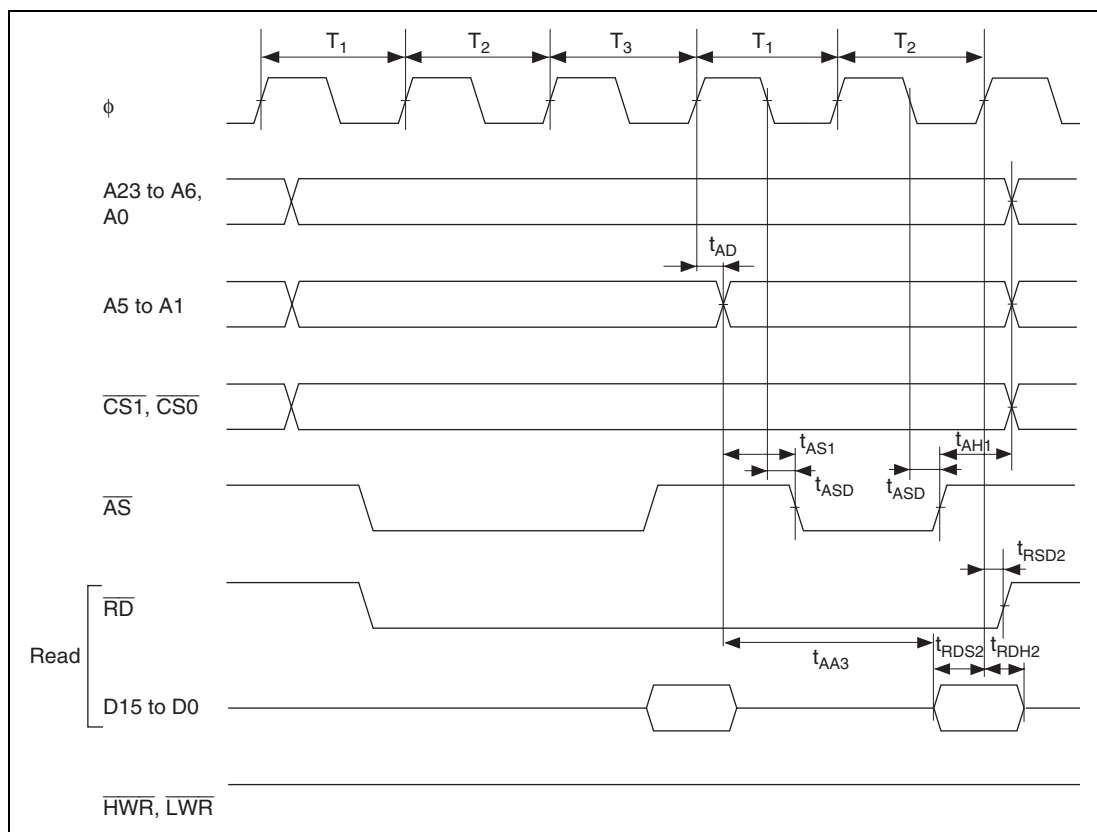 T1 T2 T3 T1 T2
φ
A23 to A6,
A0
tAD
A5 to A1
CS1, CS0
tAS1 tAH1
tASD tASD
AS
tRSD2
RD
Read
tAA3 tRDS2 tRDH2
D15 to D0
HWR, LWR